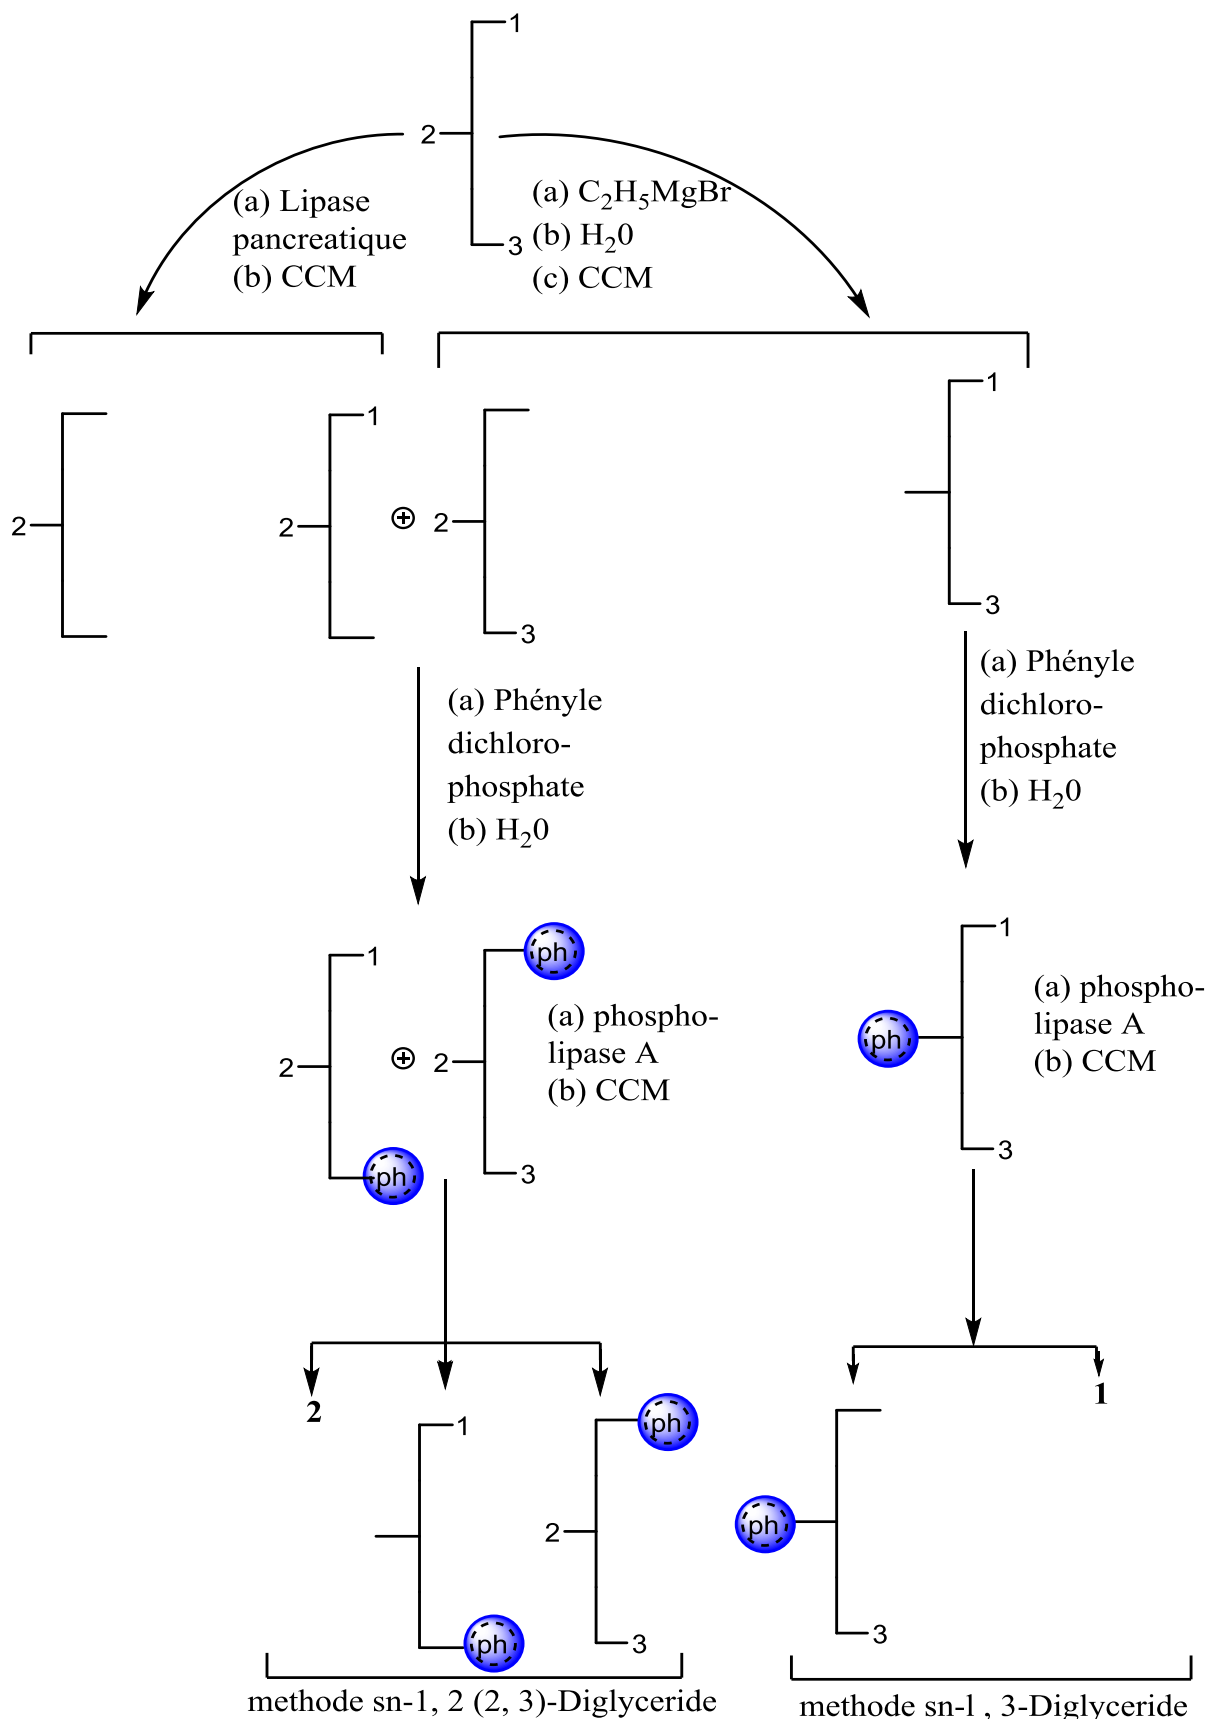 1
2
3
(a) Lipase
pancreatique
(b) CCM
(a) C₂H₅MgBr
(b) H₂0
(c) CCM
2
1
2
2
3
1
3
(a) Phényle
dichloro-
phosphate
(b) H₂0
(a) Phényle
dichloro-
phosphate
(b) H₂0
1
2
ph
ph
2
3
(a) phospho-
lipase A
(b) CCM
1
ph
3
(a) phospho-
lipase A
(b) CCM
2
1
ph
ph
2
3
1
ph
3
methode sn-1, 2 (2, 3)-Diglyceride
methode sn-l , 3-Diglyceride